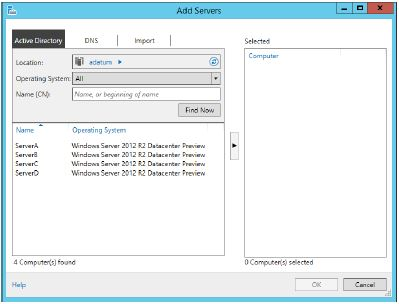 Add Servers
Active Directory DNS Import
Location: adatum
Operating System: All
Name (CN): Name, or beginning of name
Find Now
Name Operating System
ServerA Windows Server 2012 R2 Datacenter Preview
ServerB Windows Server 2012 R2 Datacenter Preview
ServerC Windows Server 2012 R2 Datacenter Preview
ServerD Windows Server 2012 R2 Datacenter Preview
4 Computer(s) found
Selected
Computer
0 Computer(s) selected
Help
OK Cancel